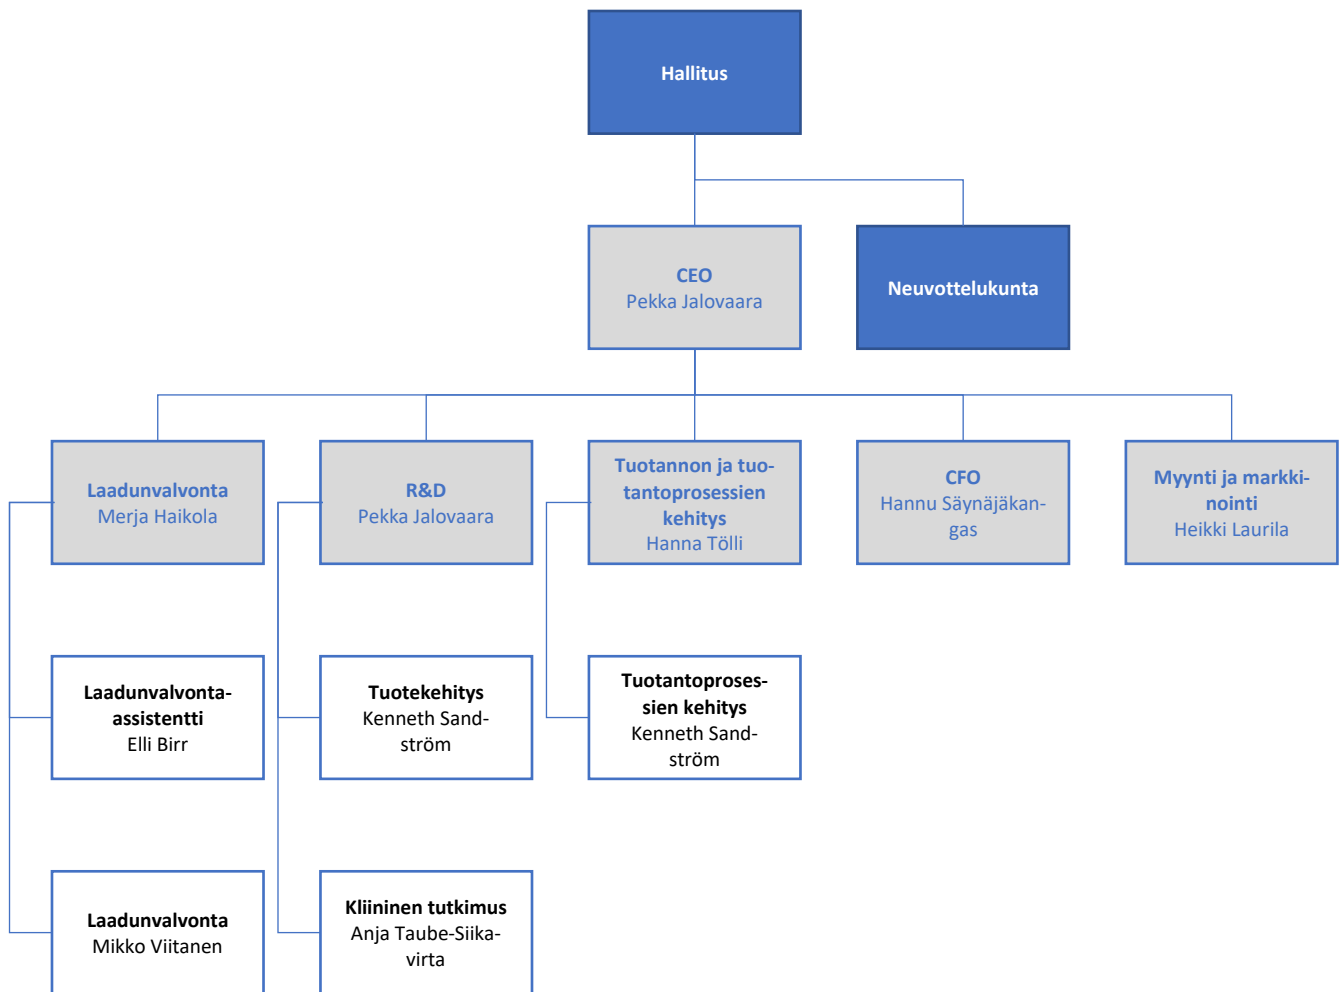 Hallitus
CEO
Pekka Jalovaara
Neuvottelukunta
Laadunvalvonta
Merja Haikola
R&D
Pekka Jalovaara
Tuotannon ja tuo-
tantoprosessien
kehitys
Hanna Tölli
CFO
Hannu Säynäjäkan-
gas
Myynti ja markki-
nointi
Heikki Laurila
Laadunvalvonta-
assistentti
Elli Birr
Tuotekehitys
Kenneth Sand-
ström
Tuotantoproses-
sien kehitys
Kenneth Sand-
ström
Laadunvalvonta
Mikko Viitanen
Kliininen tutkimus
Anja Taube-Siika-
virta